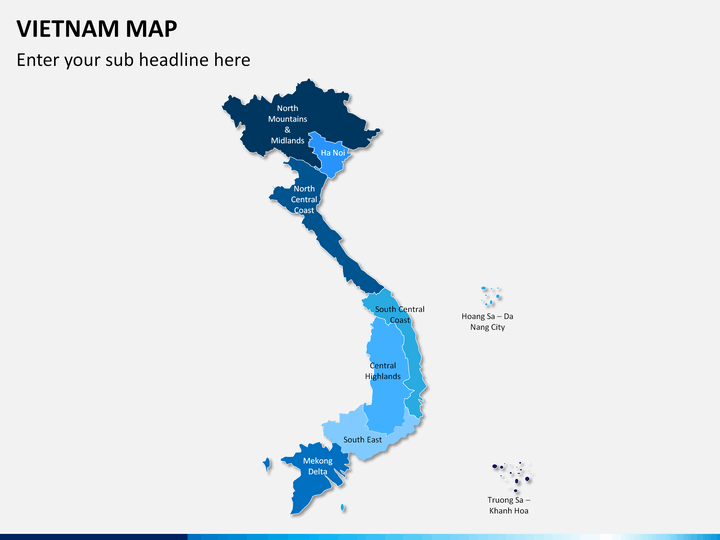 VIETNAM MAP
Enter your sub headline here
North
Mountains
&
Midlands
Ha Noi
North
Central
Coast
South Central
Coast
Hoang Sa – Da
Nang City
Central
Highlands
South East
Mekong
Delta
Truong Sa –
Khanh Hoa